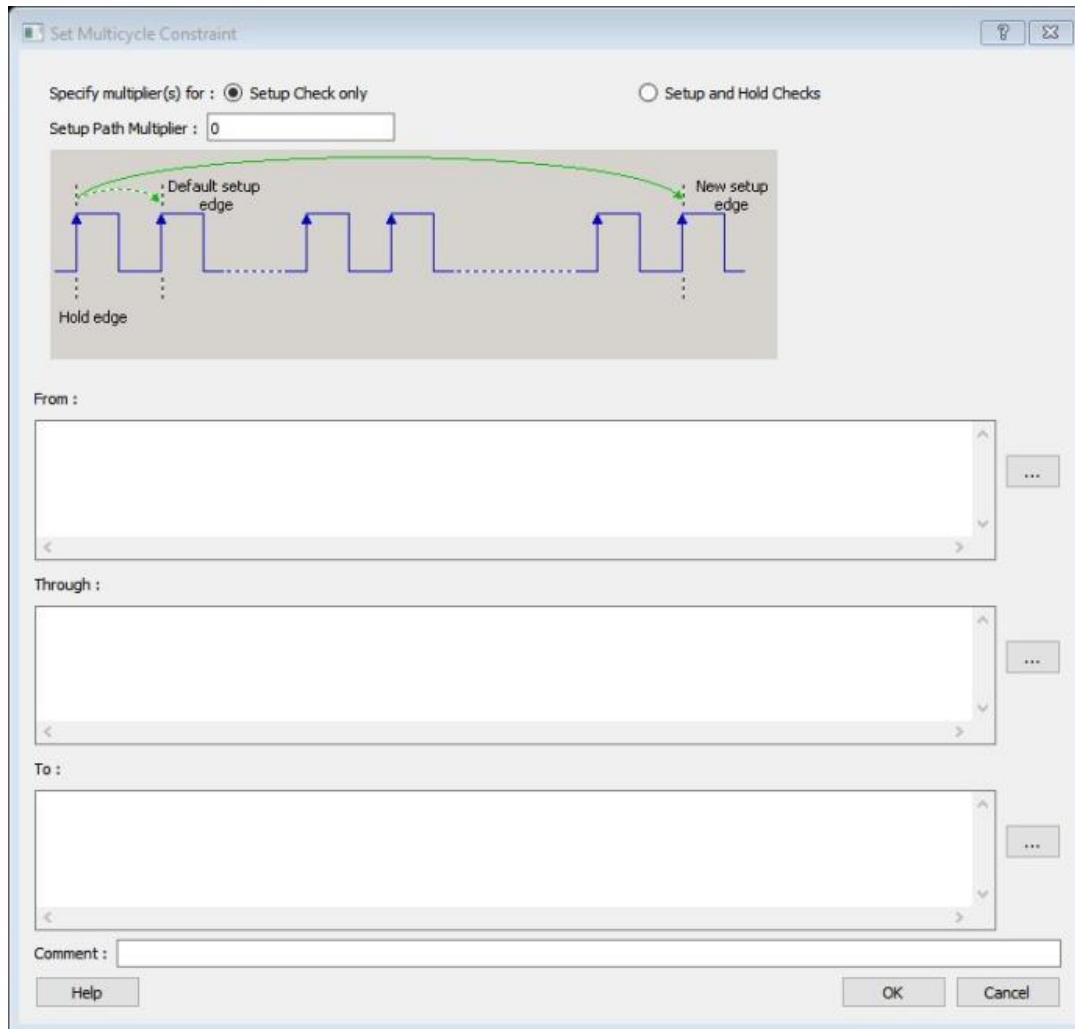 Set Multicycle Constraint
Specify multiplier(s) for : Setup Check only
Setup and Hold Checks
Setup Path Multiplier : 0
Default setup
edge
New setup
edge
Hold edge
From :
...
Through :
...
To :
...
Comment :
Help
OK
Cancel